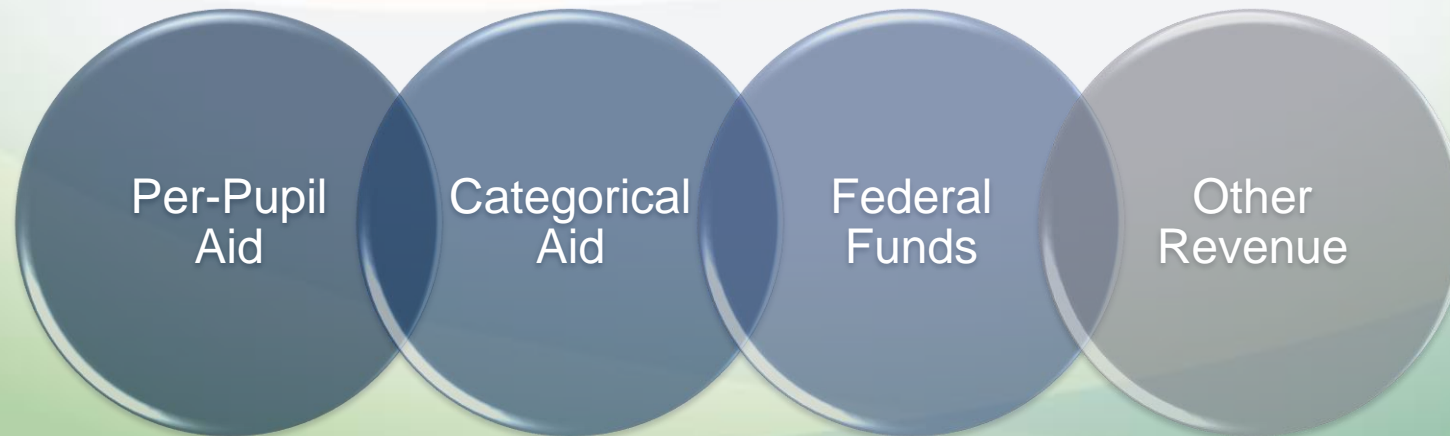 Per-Pupil
Aid
Categorical
Aid
Federal
Funds
Other
Revenue